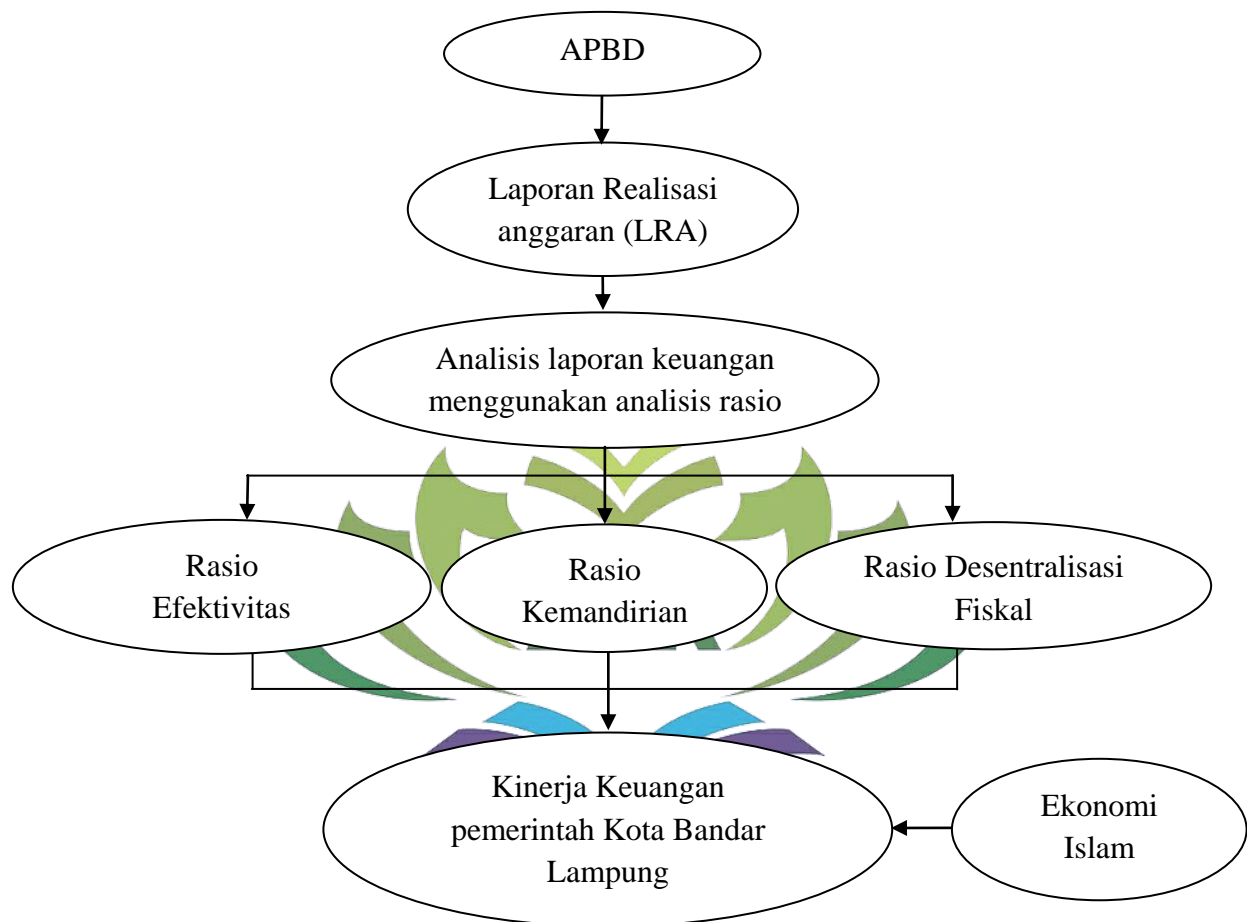 APBD
Laporan Realisasi
anggaran (LRA)
Analisis laporan keuangan
menggunakan analisis rasio
Rasio
Efektivitas
Rasio
Kemandirian
Rasio Desentralisasi
Fiskal
Kinerja Keuangan
pemerintah Kota Bandar
Lampung
Ekonomi
Islam